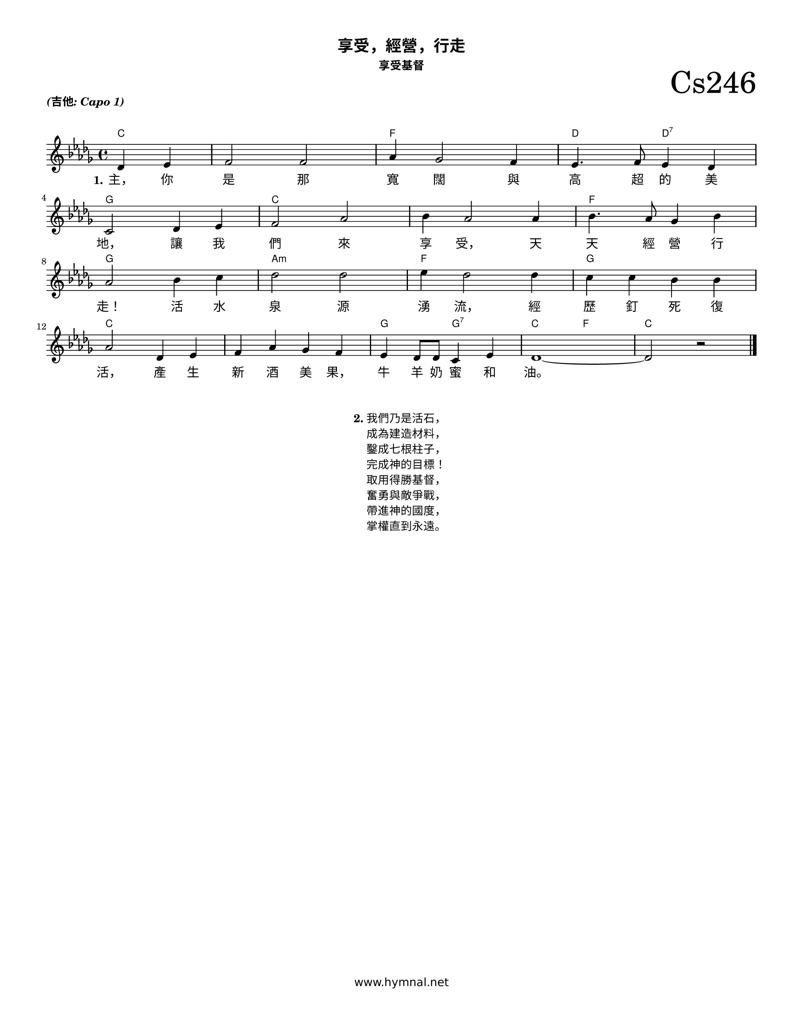 享受，經營，行走
享受基督
Cs246
(吉他: Capo 1)
C F D D7
1. 主， 你 是 那 寬 闊 與 高 超 的 美
4 G C F
地， 讓 我 們 來 享 受， 天 天 經 營 行
8 G Am F G
走！ 活 水 泉 源 湧 流， 經 歷 釘 死 復
12 C G G7 C F C
活， 產 生 新 酒 美 果， 牛 羊 奶 蜜 和 油。
2. 我們乃是活石，
成為建造材料，
鑿成七根柱子，
完成神的目標！
取用得勝基督，
奮勇與敵爭戰，
帶進神的國度，
掌權直到永遠。
www.hymnal.net